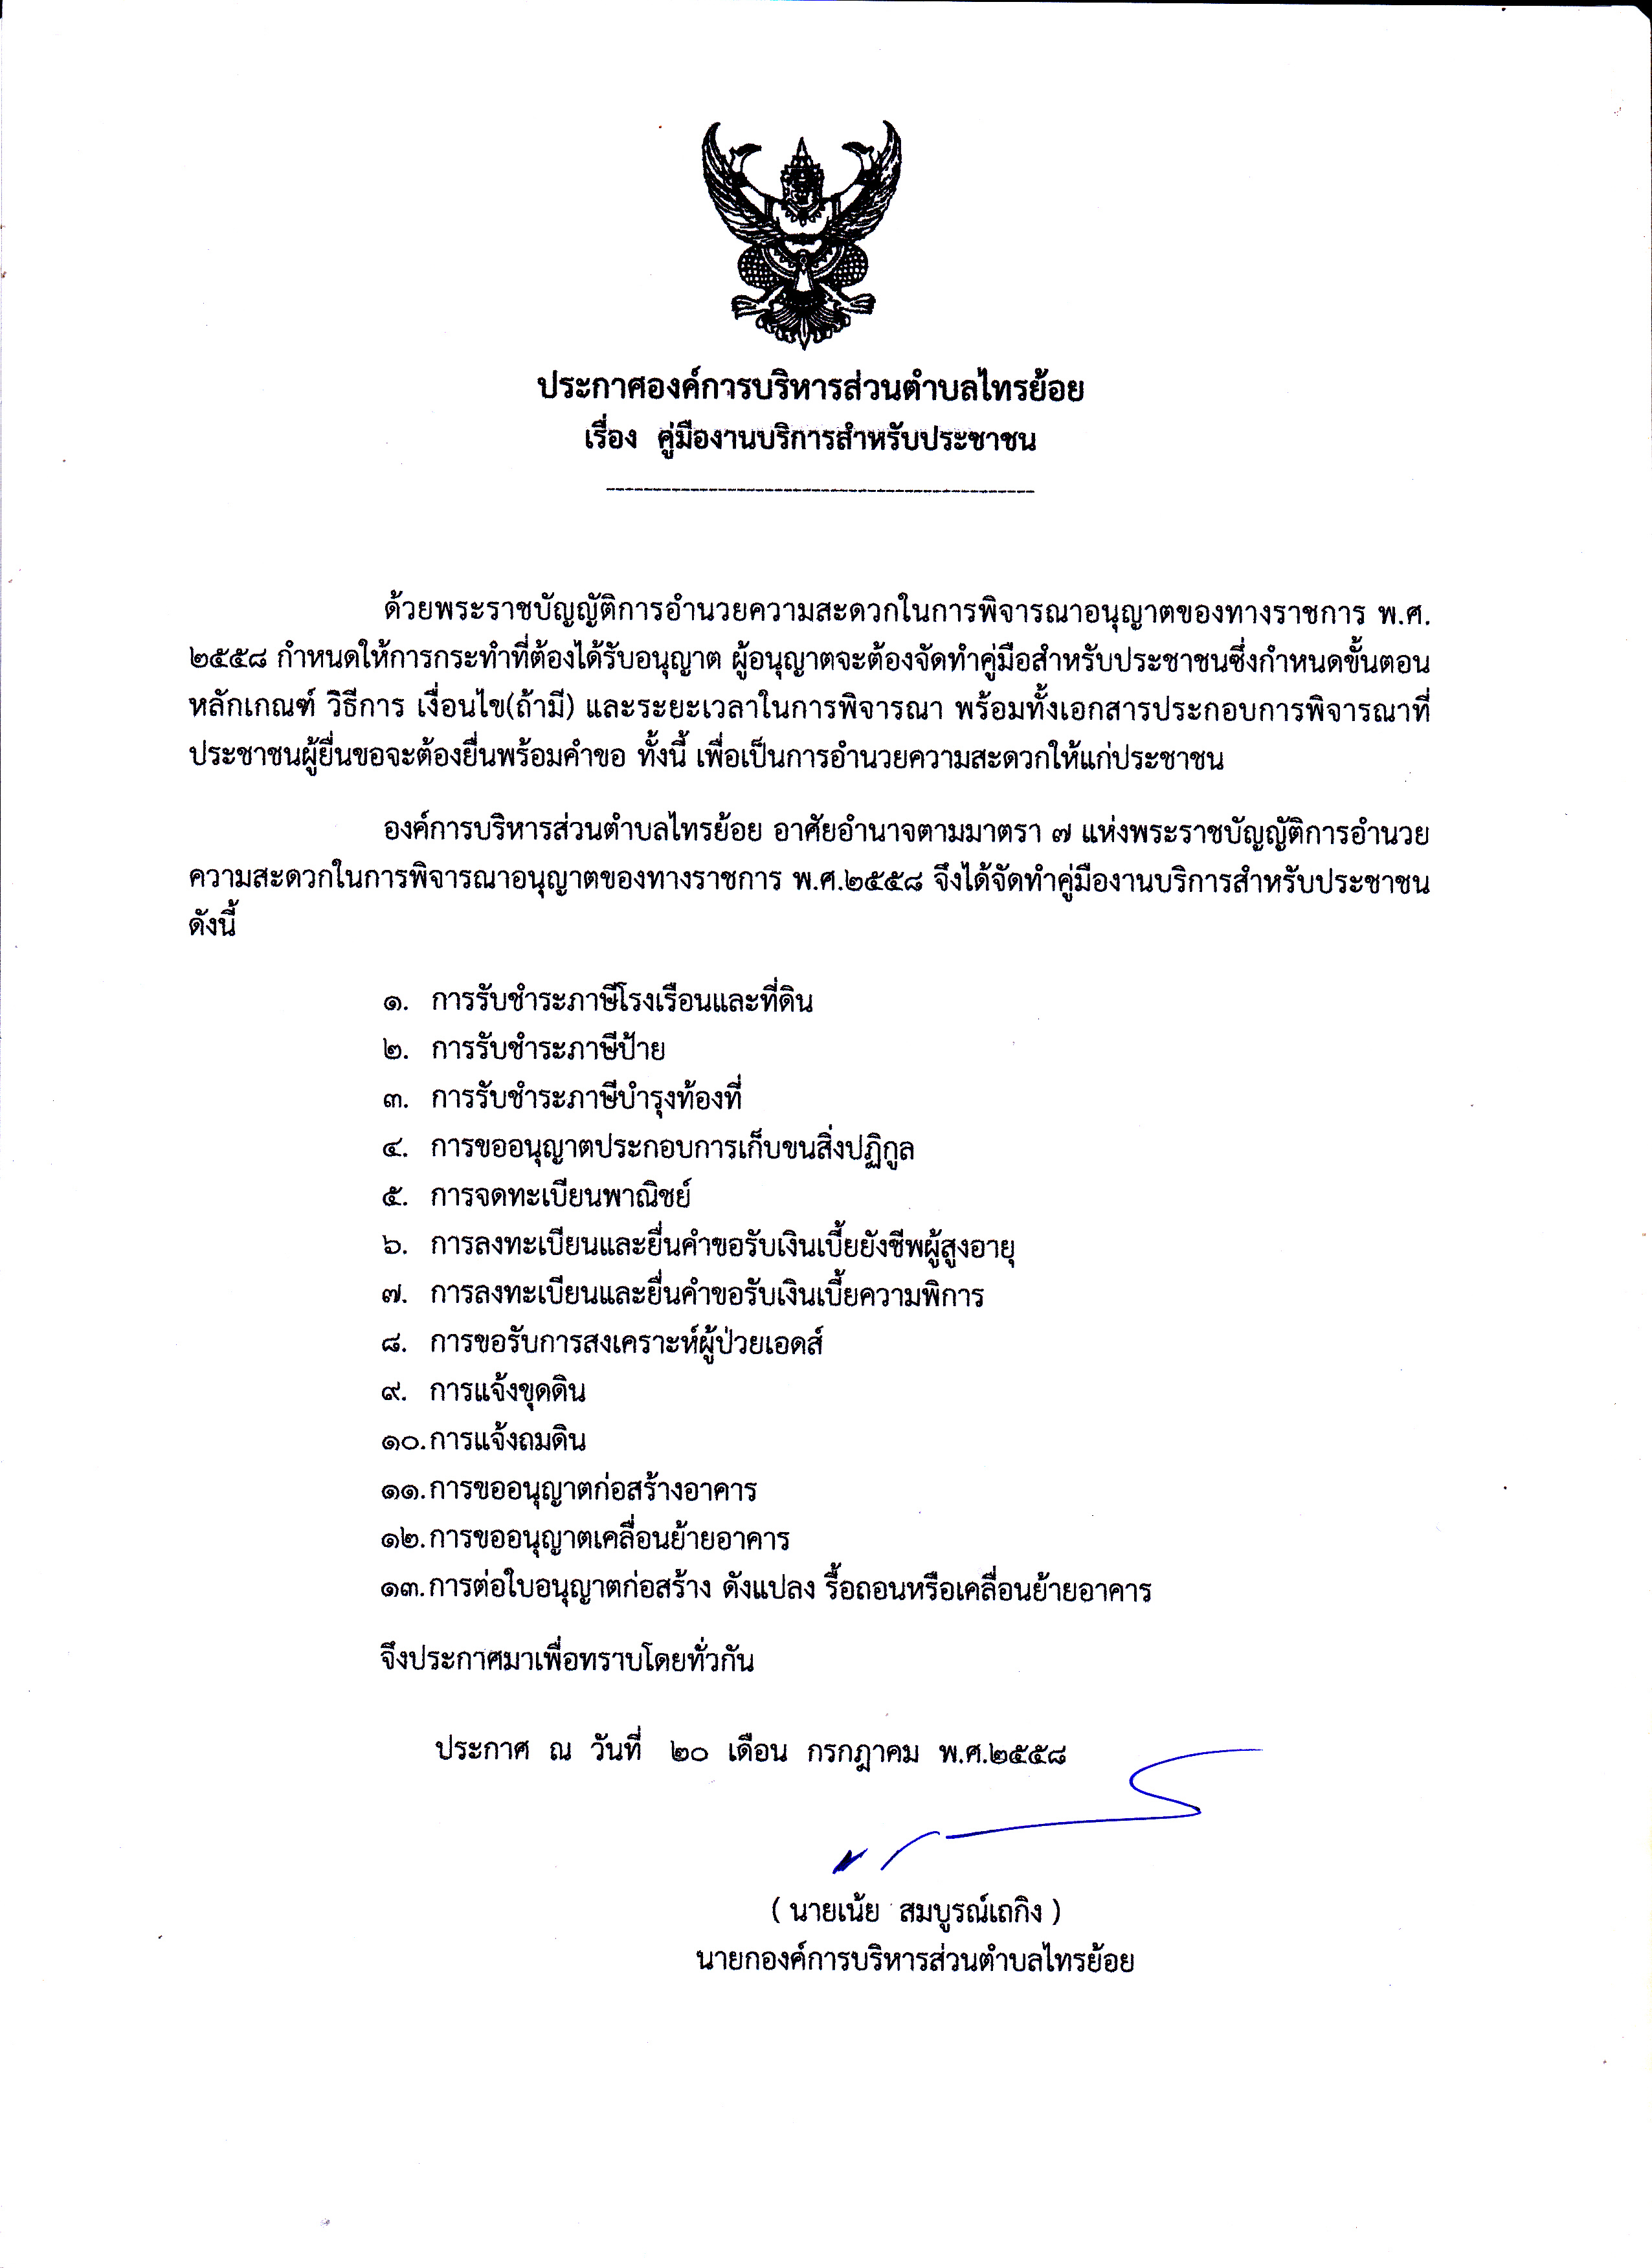 ประกาศองค์การบริหารส่วนตำบลไทรย้อย
เรื่อง คู่มืองานบริการสำหรับประชาชน
ด้วยพระราชบัญญัติการอำนวยความสะดวกในการพิจารณาอนุญาตของทางราชการ พ.ศ.
๒๕๕๘ กำหนดให้การกระทำที่ต้องได้รับอนุญาต ผู้อนุญาตจะต้องจัดทำคู่มือสำหรับประชาชนซึ่งกำหนดขั้นตอน
หลักเกณฑ์ วิธีการ เงื่อนไข(ถ้ามี) และระยะเวลาในการพิจารณา พร้อมทั้งเอกสารประกอบการพิจารณาที่
ประชาชนผู้ยื่นขอจะต้องยื่นพร้อมคำขอ ทั้งนี้ เพื่อเป็นการอำนวยความสะดวกให้แก่ประชาชน
องค์การบริหารส่วนตำบลไทรย้อย อาศัยอำนาจตามมาตรา ๗ แห่งพระราชบัญญัติการอำนวย
ความสะดวกในการพิจารณาอนุญาตของทางราชการ พ.ศ.๒๕๕๘ จึงได้จัดทำคู่มืองานบริการสำหรับประชาชน
ดังนี้
๑. การรับชำระภาษีโรงเรือนและที่ดิน
๒. การรับชำระภาษีป้าย
๓. การรับชำระภาษีบำรุงท้องที่
๔. การขออนุญาตประกอบการเก็บขนสิ่งปฏิกูล
๕. การจดทะเบียนพาณิชย์
๖. การลงทะเบียนและยื่นคำขอรับเงินเบี้ยยังชีพผู้สูงอายุ
๗. การลงทะเบียนและยื่นคำขอรับเงินเบี้ยความพิการ
๘. การขอรับการสงเคราะห์ผู้ป่วยเอดส์
๙. การแจ้งขุดดิน
๑๐. การแจ้งถมดิน
๑๑. การขออนุญาตก่อสร้างอาคาร
๑๒. การขออนุญาตเคลื่อนย้ายอาคาร
๑๓. การต่อใบอนุญาตก่อสร้าง ดังแปลง รื้อถอนหรือเคลื่อนย้ายอาคาร
จึงประกาศมาเพื่อทราบโดยทั่วกัน
ประกาศ ณ วันที่ ๒๐ เดือน กรกฎาคม พ.ศ.๒๕๕๘
( นายเน้ย สมบูรณ์เถกิง )
นายกองค์การบริหารส่วนตำบลไทรย้อย